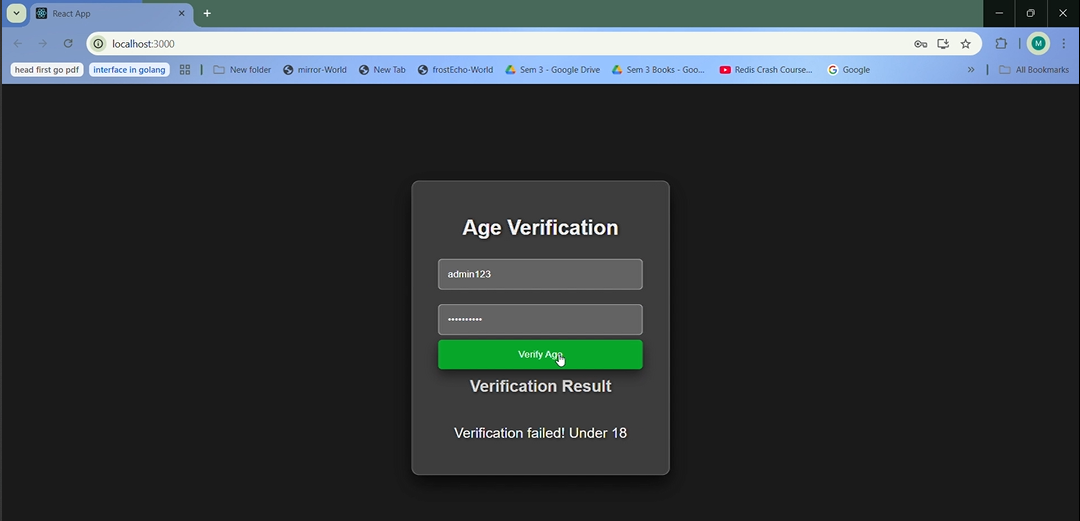 React App
localhost:3000
M
head first go pdf interface in golang New folder mirror-World New Tab frostEcho-World Sem 3 - Google Drive Sem 3 Books - Goo... Redis Crash Course... Google » All Bookmarks
Age Verification
admin123
••••••••••
Verify Age
Verification Result
Verification failed! Under 18